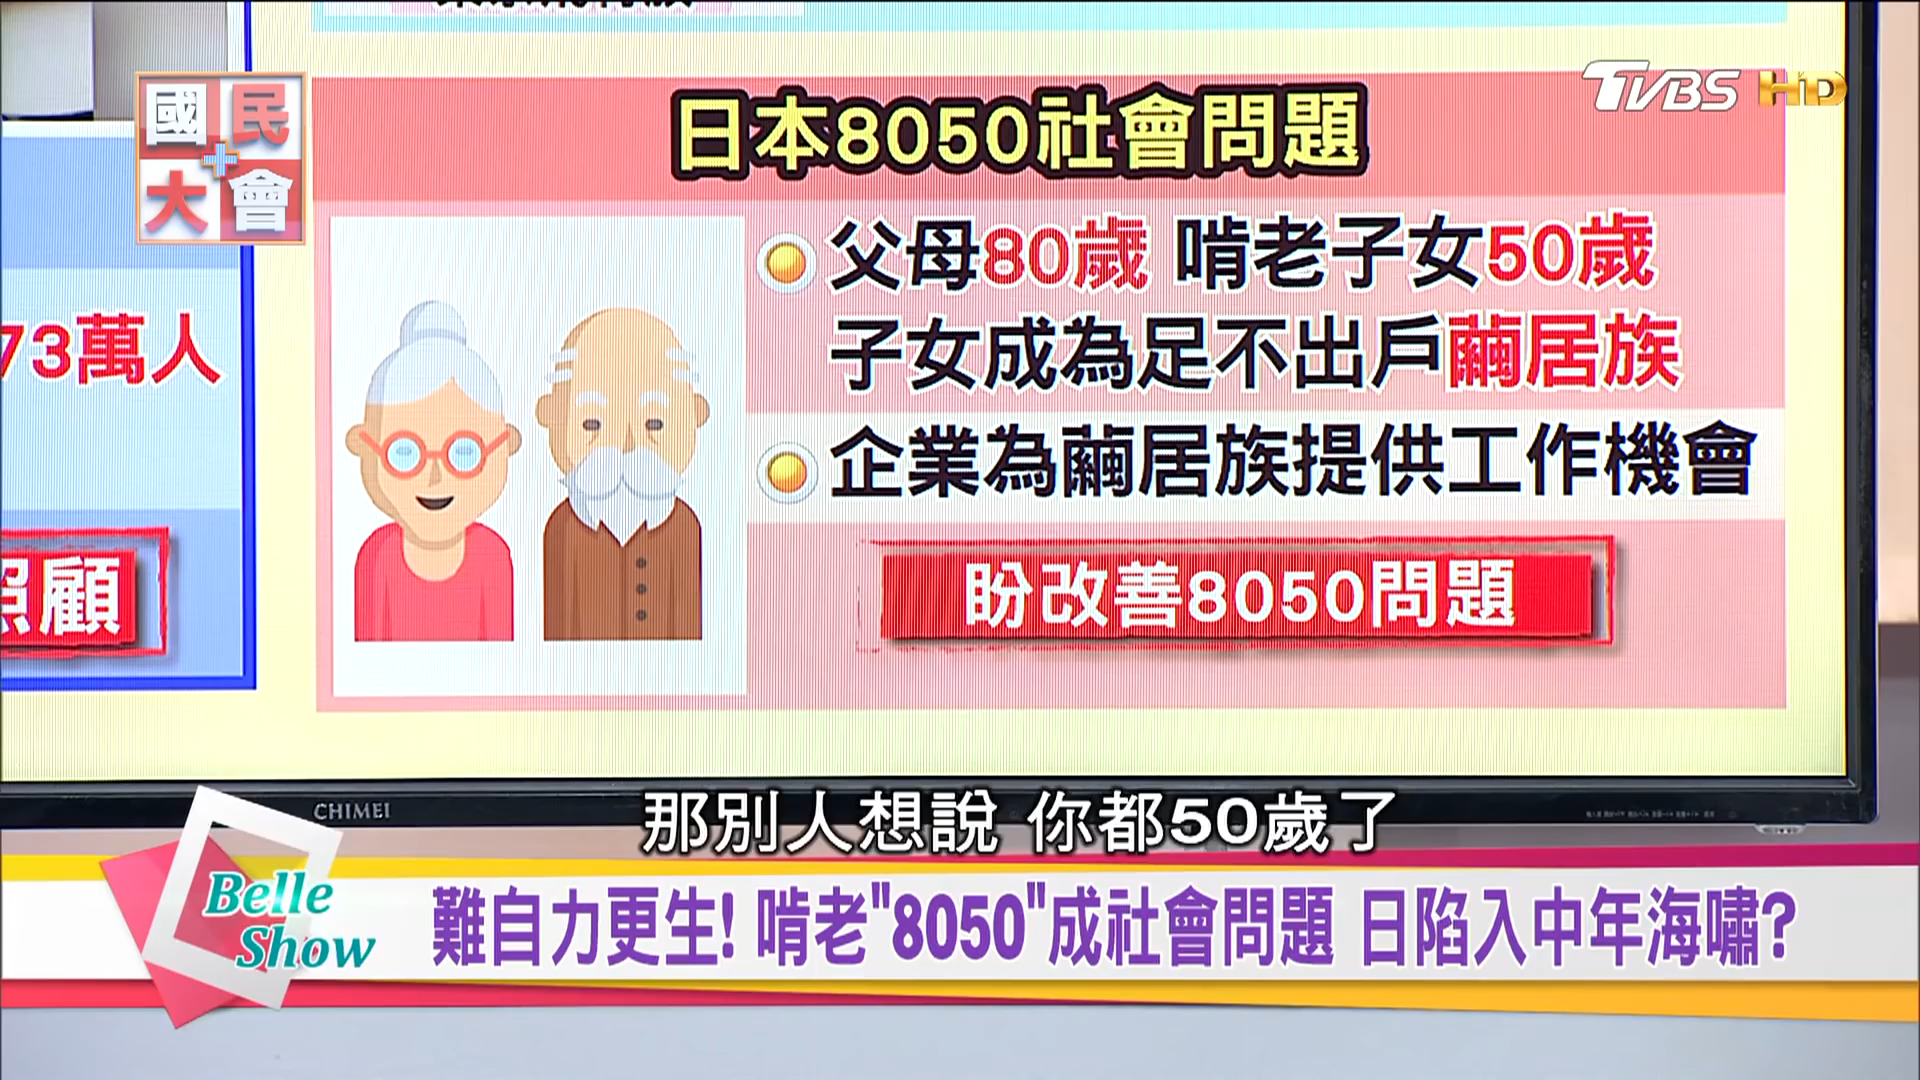 國民
大會
TVBS HD
日本8050社會問題
父母80歲 啃老子女50歲
子女成為足不出戶繭居族
企業為繭居族提供工作機會
盼改善8050問題
73萬人
照顧
CHIMEI
那別人想說 你都50歲了
Belle
Show
難自力更生! 啃老"8050"成社會問題 日陷入中年海嘯?